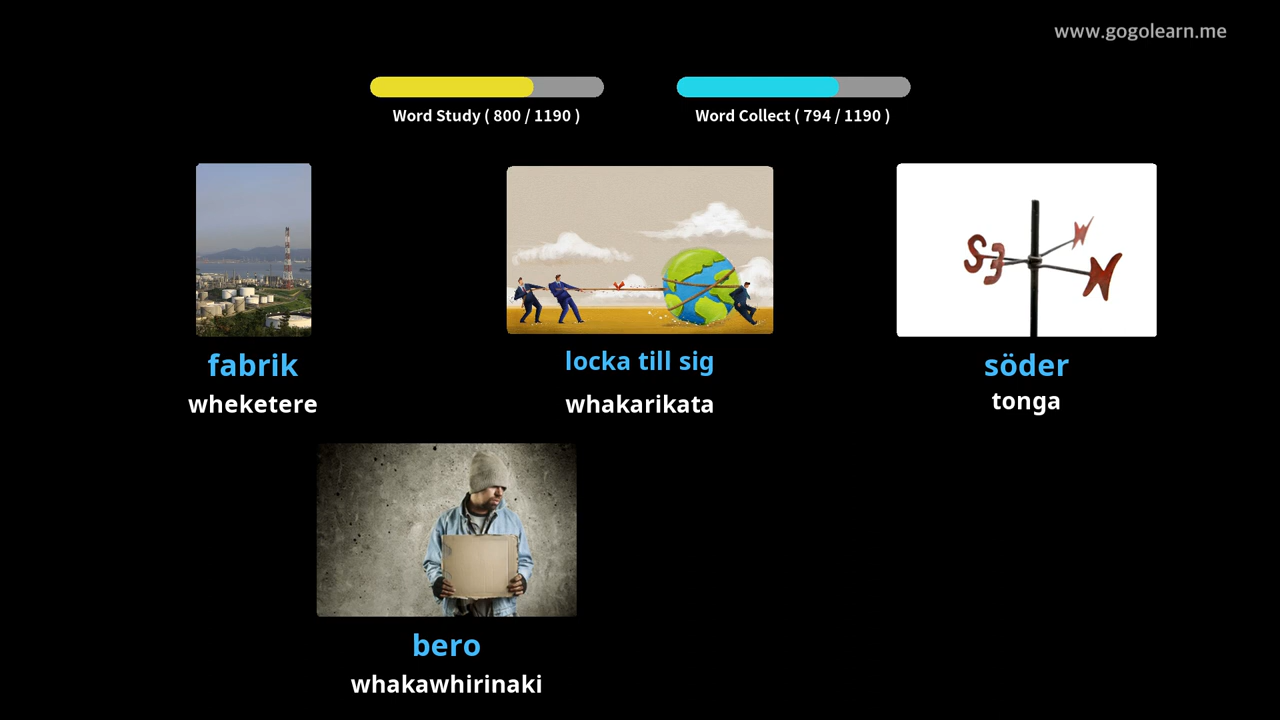 www.gogolearn.me
Word Study ( 800 / 1190 )
Word Collect ( 794 / 1190 )
fabrik
wheketere
locka till sig
whakarikata
söder
tonga
bero
whakawhirinaki